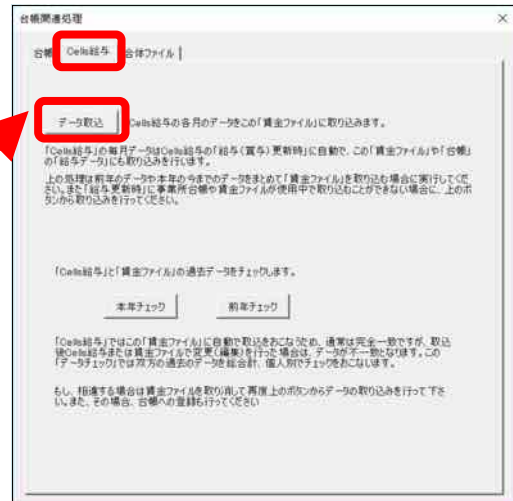 台帳関連処理
台帳 Cells給与 合体ファイル
データ取込 Cells給与の各月のデータをこの「賃金ファイル」に取り込みます。
「Cells給与」の毎月データはCells給与の「給与(賞与)更新時」に自動で、この「賃金ファイル」や「台帳」
の「給与データ」にも取り込みを行います。
上の処理は前年のデータや本年の今までのデータをまとめて「賃金ファイル」を取り込む場合に実行してくだ
さい。また「給与更新時」に事業所台帳や賃金ファイルが使用中で取り込むことができない場合に、上のボ
タンから取り込みを行ってください。
「Cells給与」と「賃金ファイル」の過去データをチェックします。
本年チェック 前年チェック
「Cells給与」ではこの「賃金ファイル」に自動で取込をおこなうため、通常は完全一致ですが、取込
後Cells給与または賃金ファイルで変更(編集)を行った場合は、データが不一致となります。この
「データチェック」では双方の過去のデータを総合計、個人別でチェックをおこないます。
もし、相違する場合は賃金ファイルを取り消して再度上のボタンからデータの取り込みを行って下さ
い。また、その場合、台帳への登録も行ってください